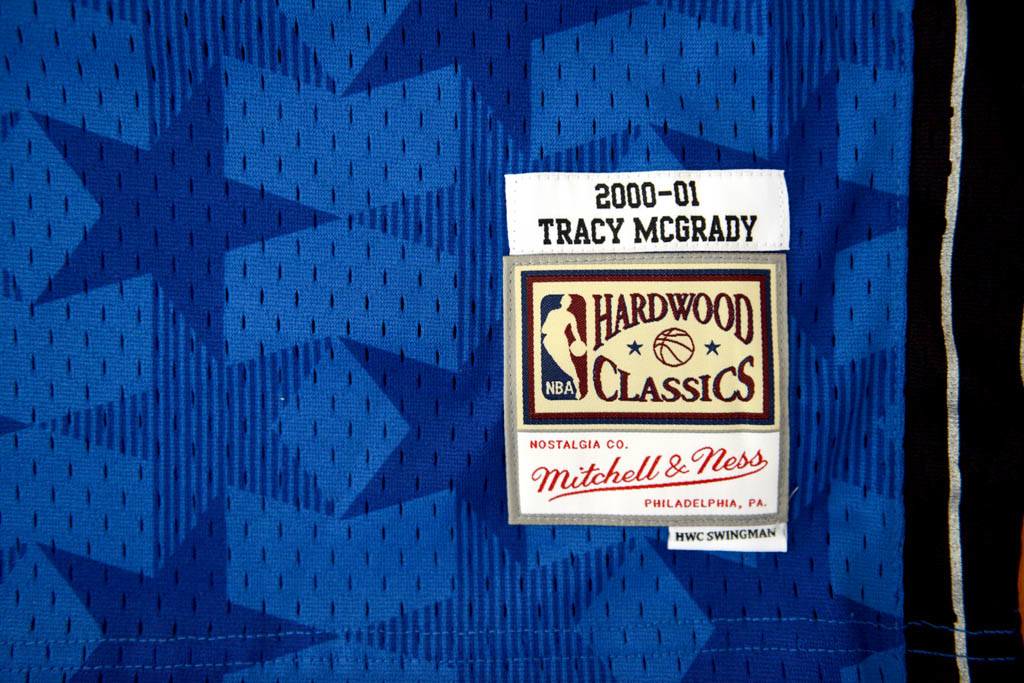 2000-01
TRACY MCGRADY
HARDWOOD
NBA
CLASSICS
NOSTALGIA CO.
Mitchell & Ness
PHILADELPHIA, PA.
HWC SWINGMAN